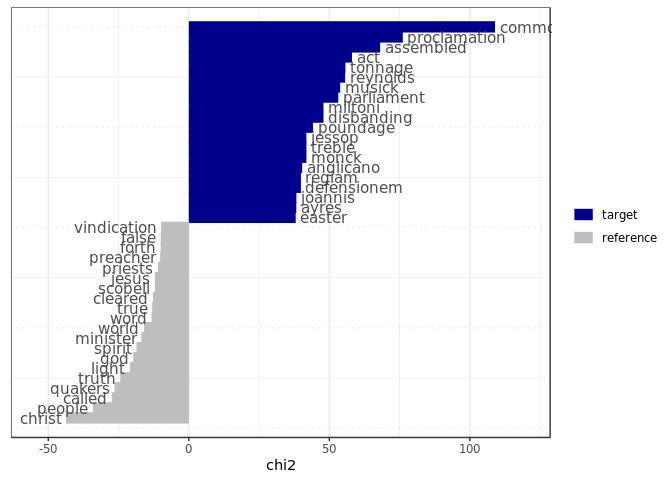 commo
proclamation
assembled
act
tonnage
reynolds
musick
parliament
miltoni
disbanding
poundage
jessop
treble
monck
anglicano
regiam
defensionem
joannis
ayres
easter
vindication
false
forth
preacher
priests
jesus
scobell
cleared
true
word
world
minister
spirit
god
light
truth
quakers
called
people
christ
-50 0 50 100
chi2
target
reference